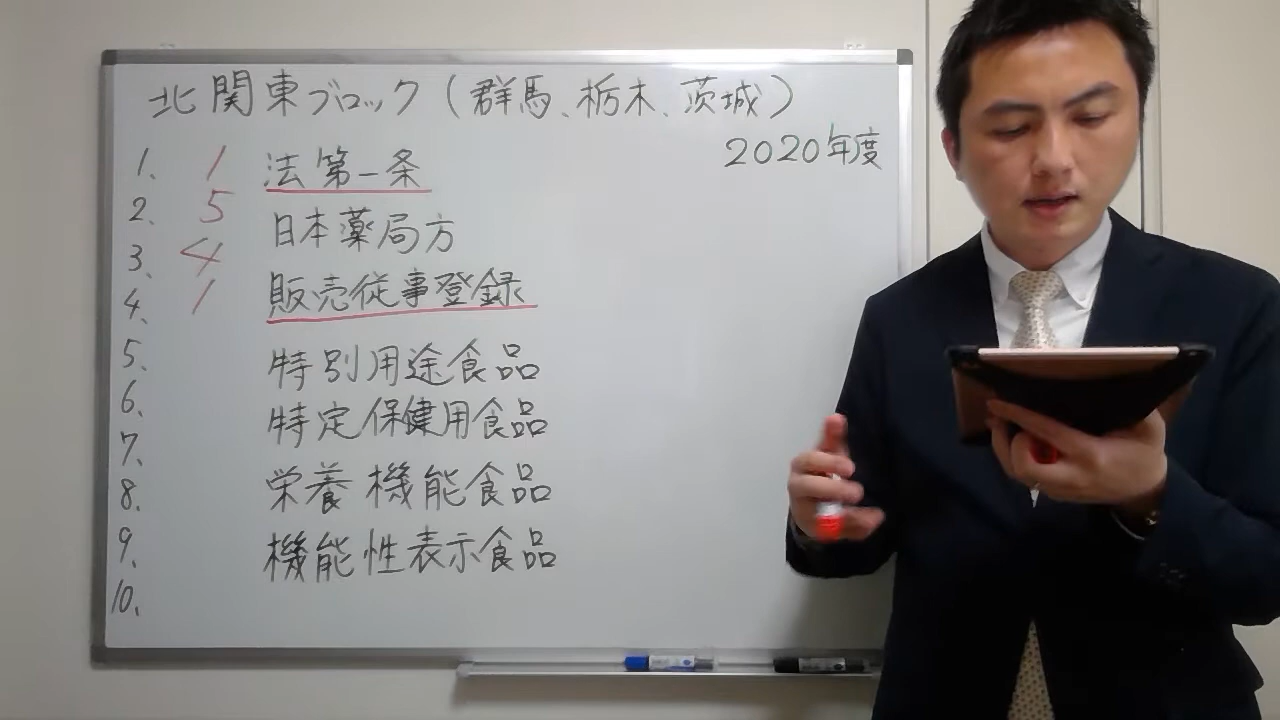 北関東ブロック(群馬、栃木、茨城)
2020年度
1、 1 法第一条
2、 5 日本薬局方
3、 4 販売従事登録
4、 1
5、 特別用途食品
6、 特定保健用食品
7、
8、 栄養機能食品
9、 機能性表示食品
10、